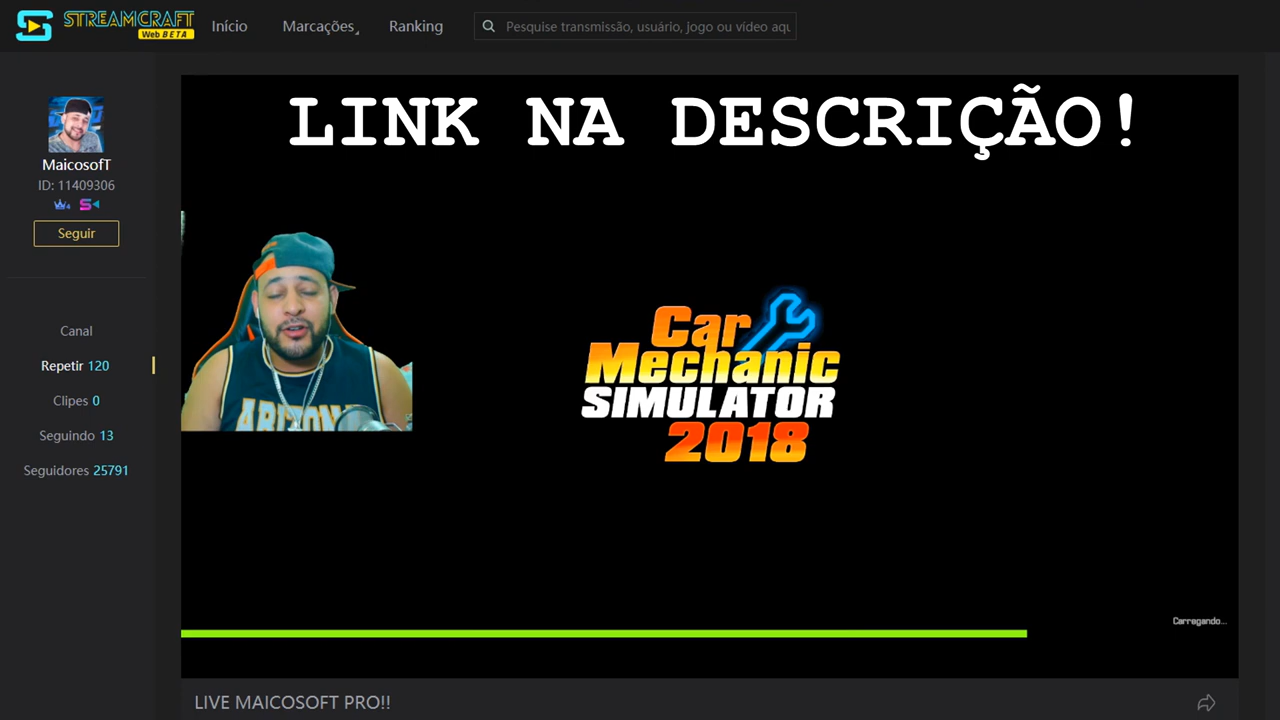 STREAMCRAFT
Web BETA
Início
Marcações
Ranking
Pesquise transmissão, usuário, jogo ou vídeo aqu
MaicosofT
ID: 11409306
4
S
Seguir
Canal
Repetir 120
Clipes 0
Seguindo 13
Seguidores 25791
LINK NA DESCRIÇÃO!
Car
Mechanic
SIMULATOR
2018
Carregando...
LIVE MAICOSOFT PRO!!